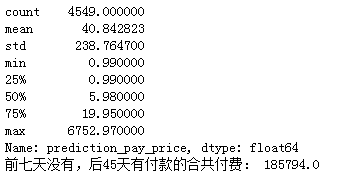 count    4549.000000
mean       40.842823
std       238.764700
min         0.990000
25%         0.990000
50%         5.980000
75%        19.950000
max      6752.970000
Name: prediction_pay_price, dtype: float64
前七天没有，后45天有付款的合共付费： 185794.0